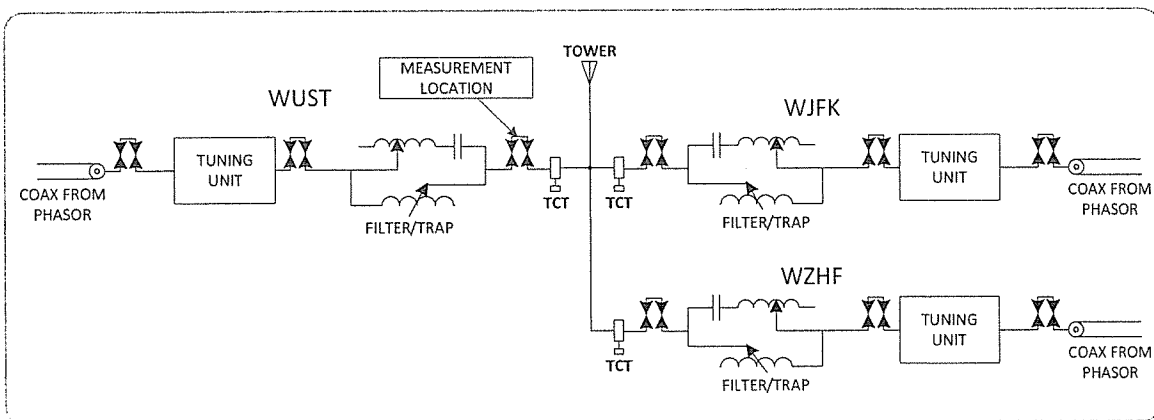 TOWER
MEASUREMENT
LOCATION
WUST
WJFK
TUNING
UNIT
TUNING
UNIT
COAX FROM
PHASOR
TCT
TCT
COAX FROM
PHASOR
FILTER/TRAP
FILTER/TRAP
WZHF
TUNING
UNIT
TCT
COAX FROM
PHASOR
FILTER/TRAP